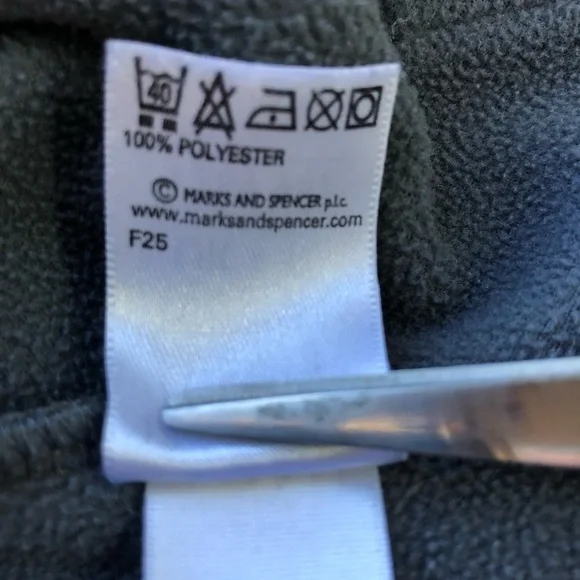 40
100% POLYESTER
© MARKS AND SPENCER p.l.c.
www.marksandspencer.com
F25